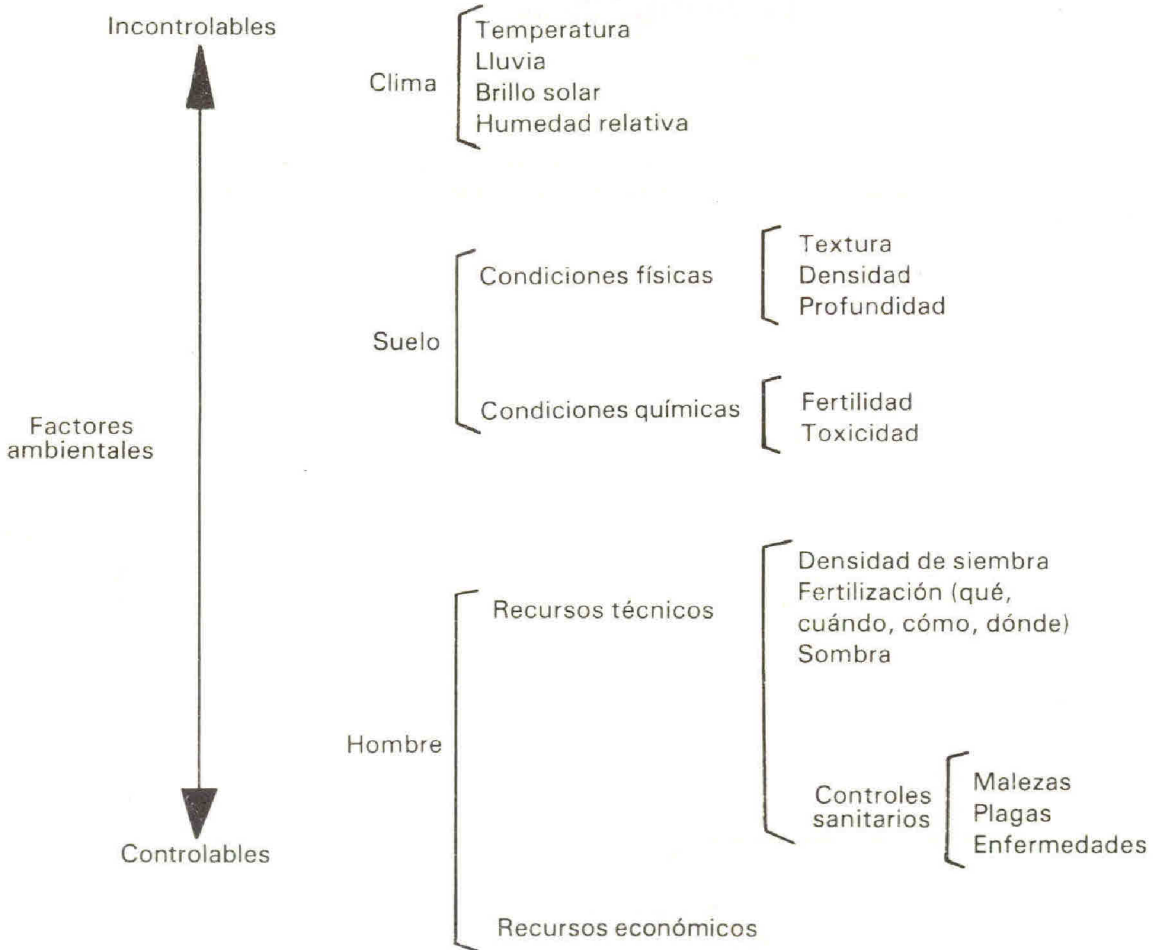 Incontrolables
Clima
Temperatura
Lluvia
Brillo solar
Humedad relativa
Suelo
Condiciones físicas
Textura
Densidad
Profundidad
Condiciones químicas
Fertilidad
Toxicidad
Factores
ambientales
Hombre
Recursos técnicos
Densidad de siembra
Fertilización (qué,
cuándo, cómo, dónde)
Sombra
Controles
sanitarios
Malezas
Plagas
Enfermedades
Controlables
Recursos económicos